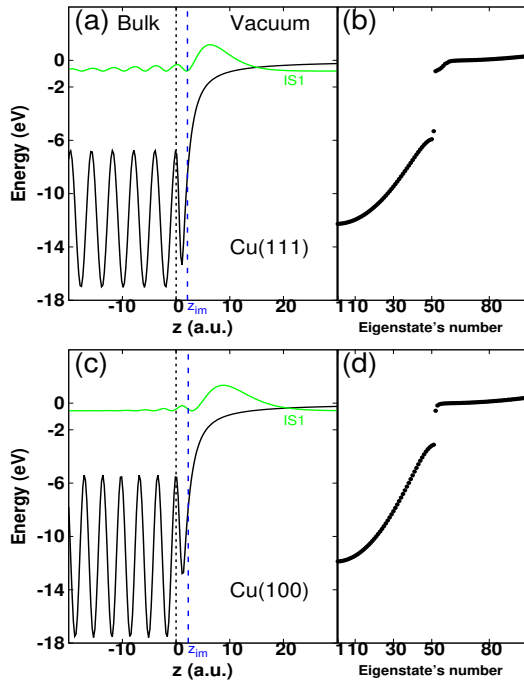 (a) Bulk Vacuum (b)
0
-2
-6
-10
-14
-18
Energy (eV)
IS1
Cu(111)
-10 -0 10 20
z_im
z (a.u.)
1 10 30 50 80
Eigenstate's number
(c) (d)
0
-2
-6
-10
-14
-18
Energy (eV)
IS1
Cu(100)
-10 -0 10 20
z_im
z (a.u.)
1 10 30 50 80
Eigenstate's number